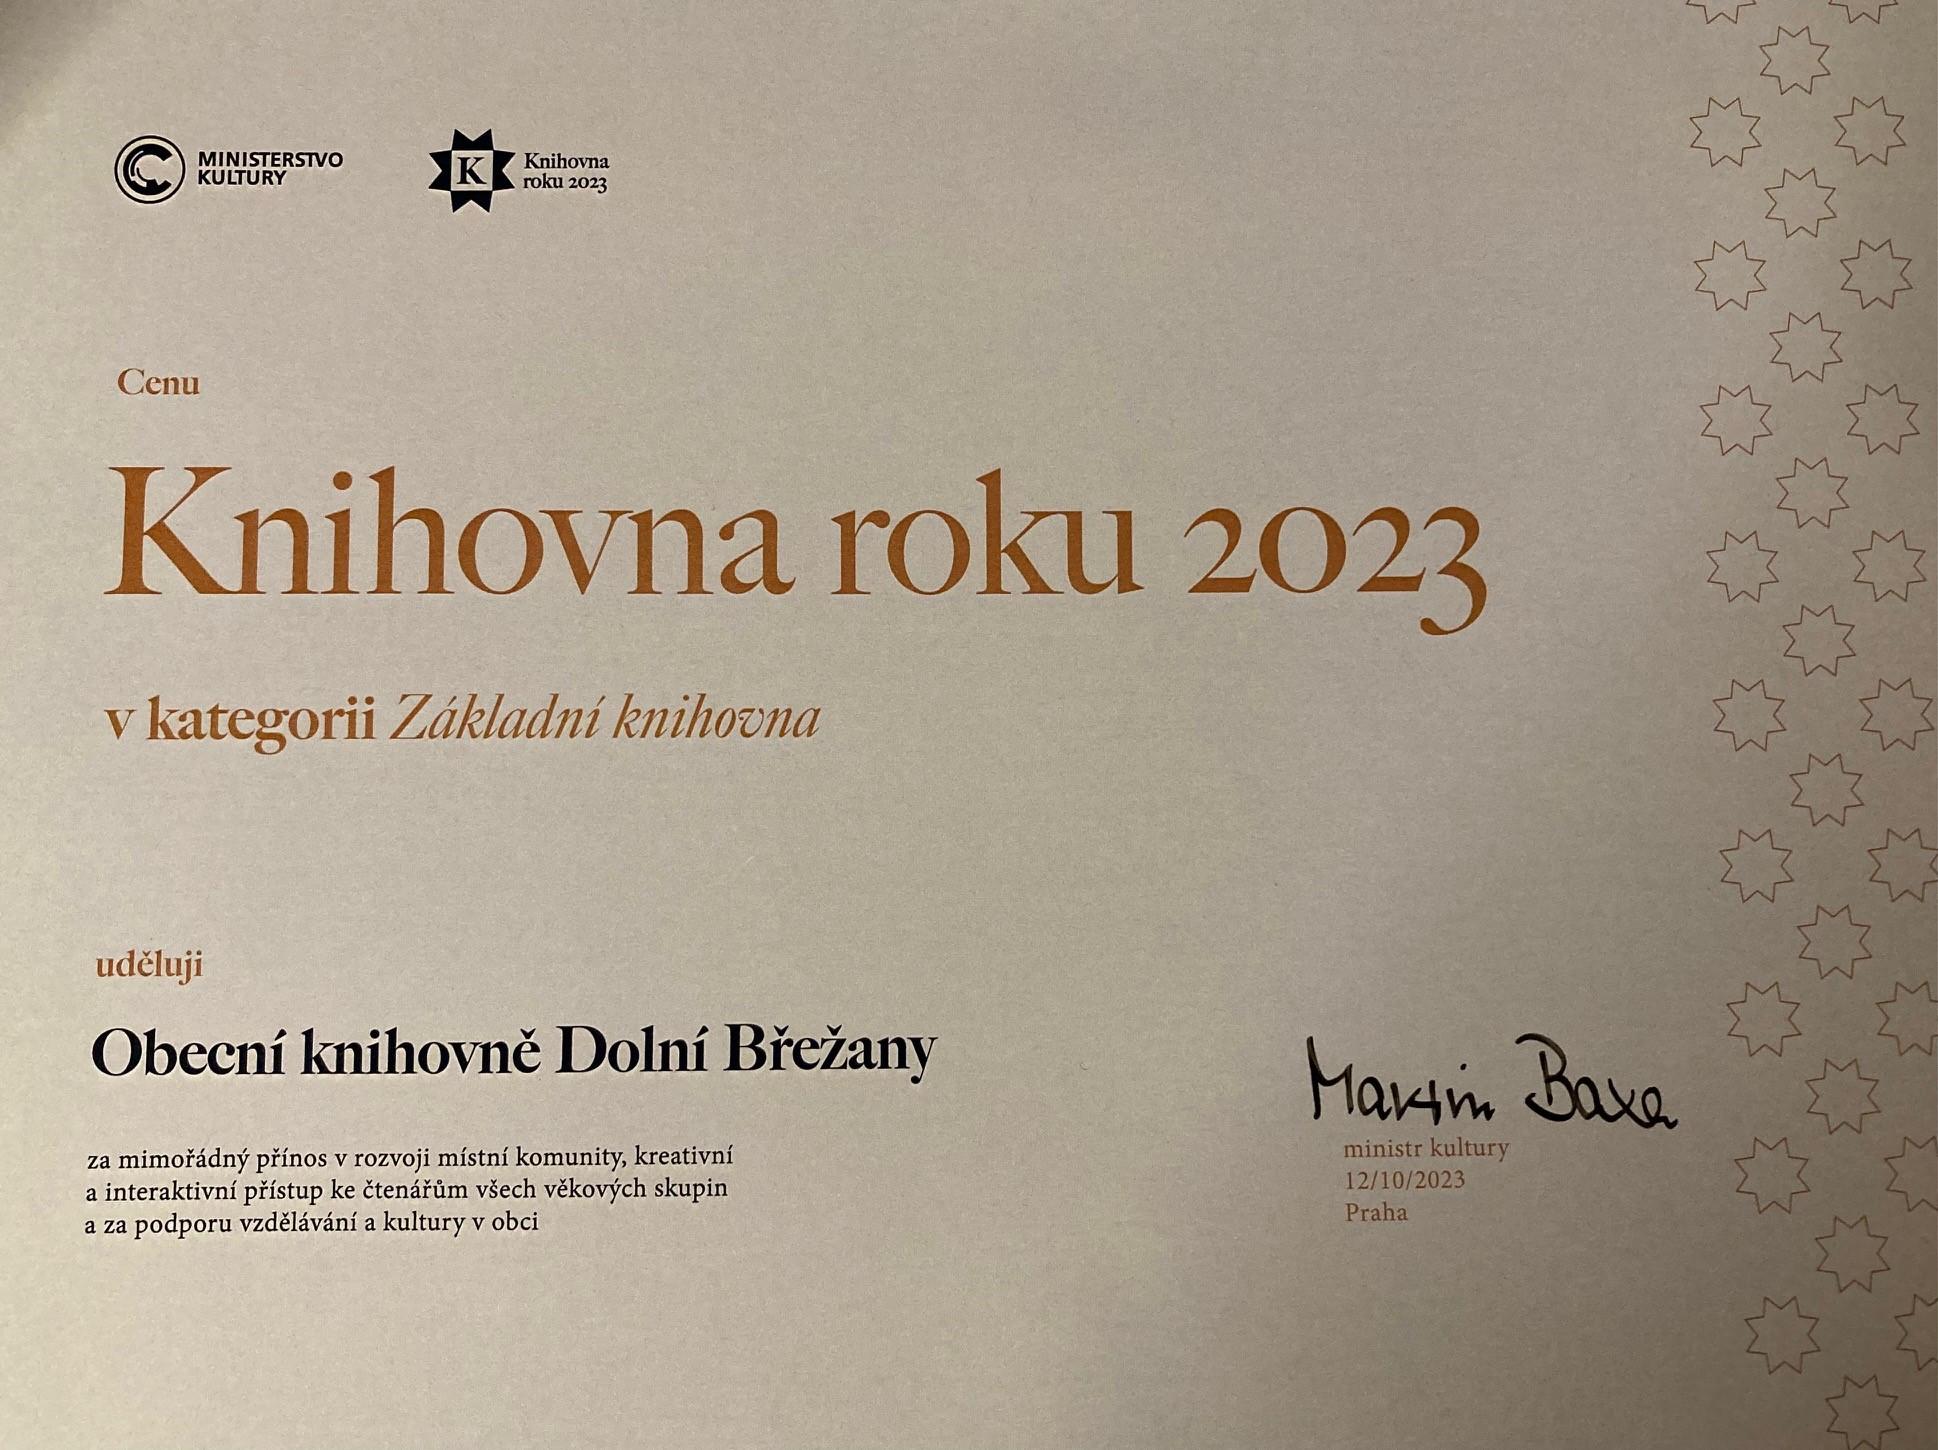 MINISTERSTVO
KULTURY
K
Knihovna
roku 2023
Cenu
Knihovna roku 2023
v kategorii Základní knihovna
uděluji
Obecní knihovně Dolní Břežany
za mimořádný přínos v rozvoji místní komunity, kreativní
a interaktivní přístup ke čtenářům všech věkových skupin
a za podporu vzdělávání a kultury v obci
Martin Baxa
ministr kultury
12/10/2023
Praha